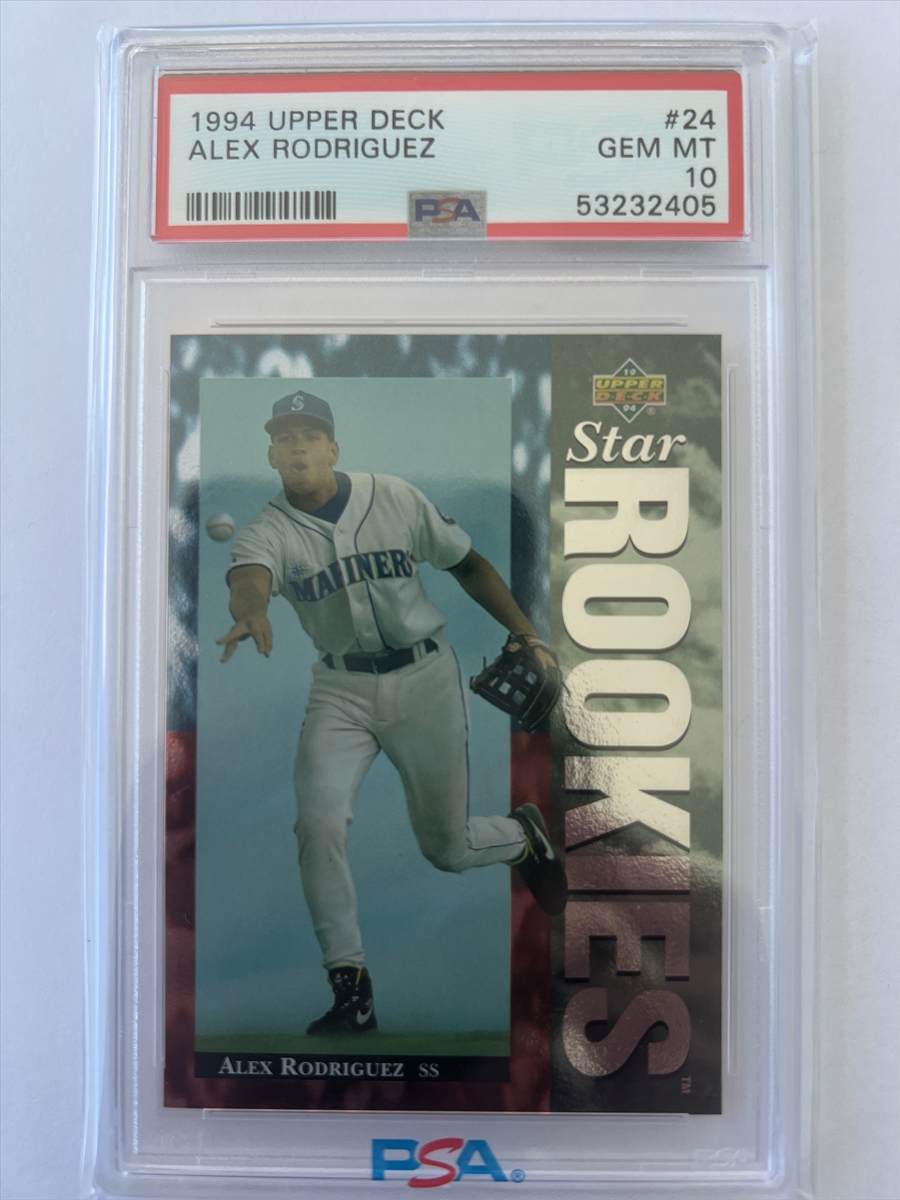 1994 UPPER DECK #24
ALEX RODRIGUEZ GEM MT
10
PSA 53232405
19
UPPER
DECK
94
®
Star
ROOKIES
TM
S
MARINERS
ALEX RODRIGUEZ SS
PSA®